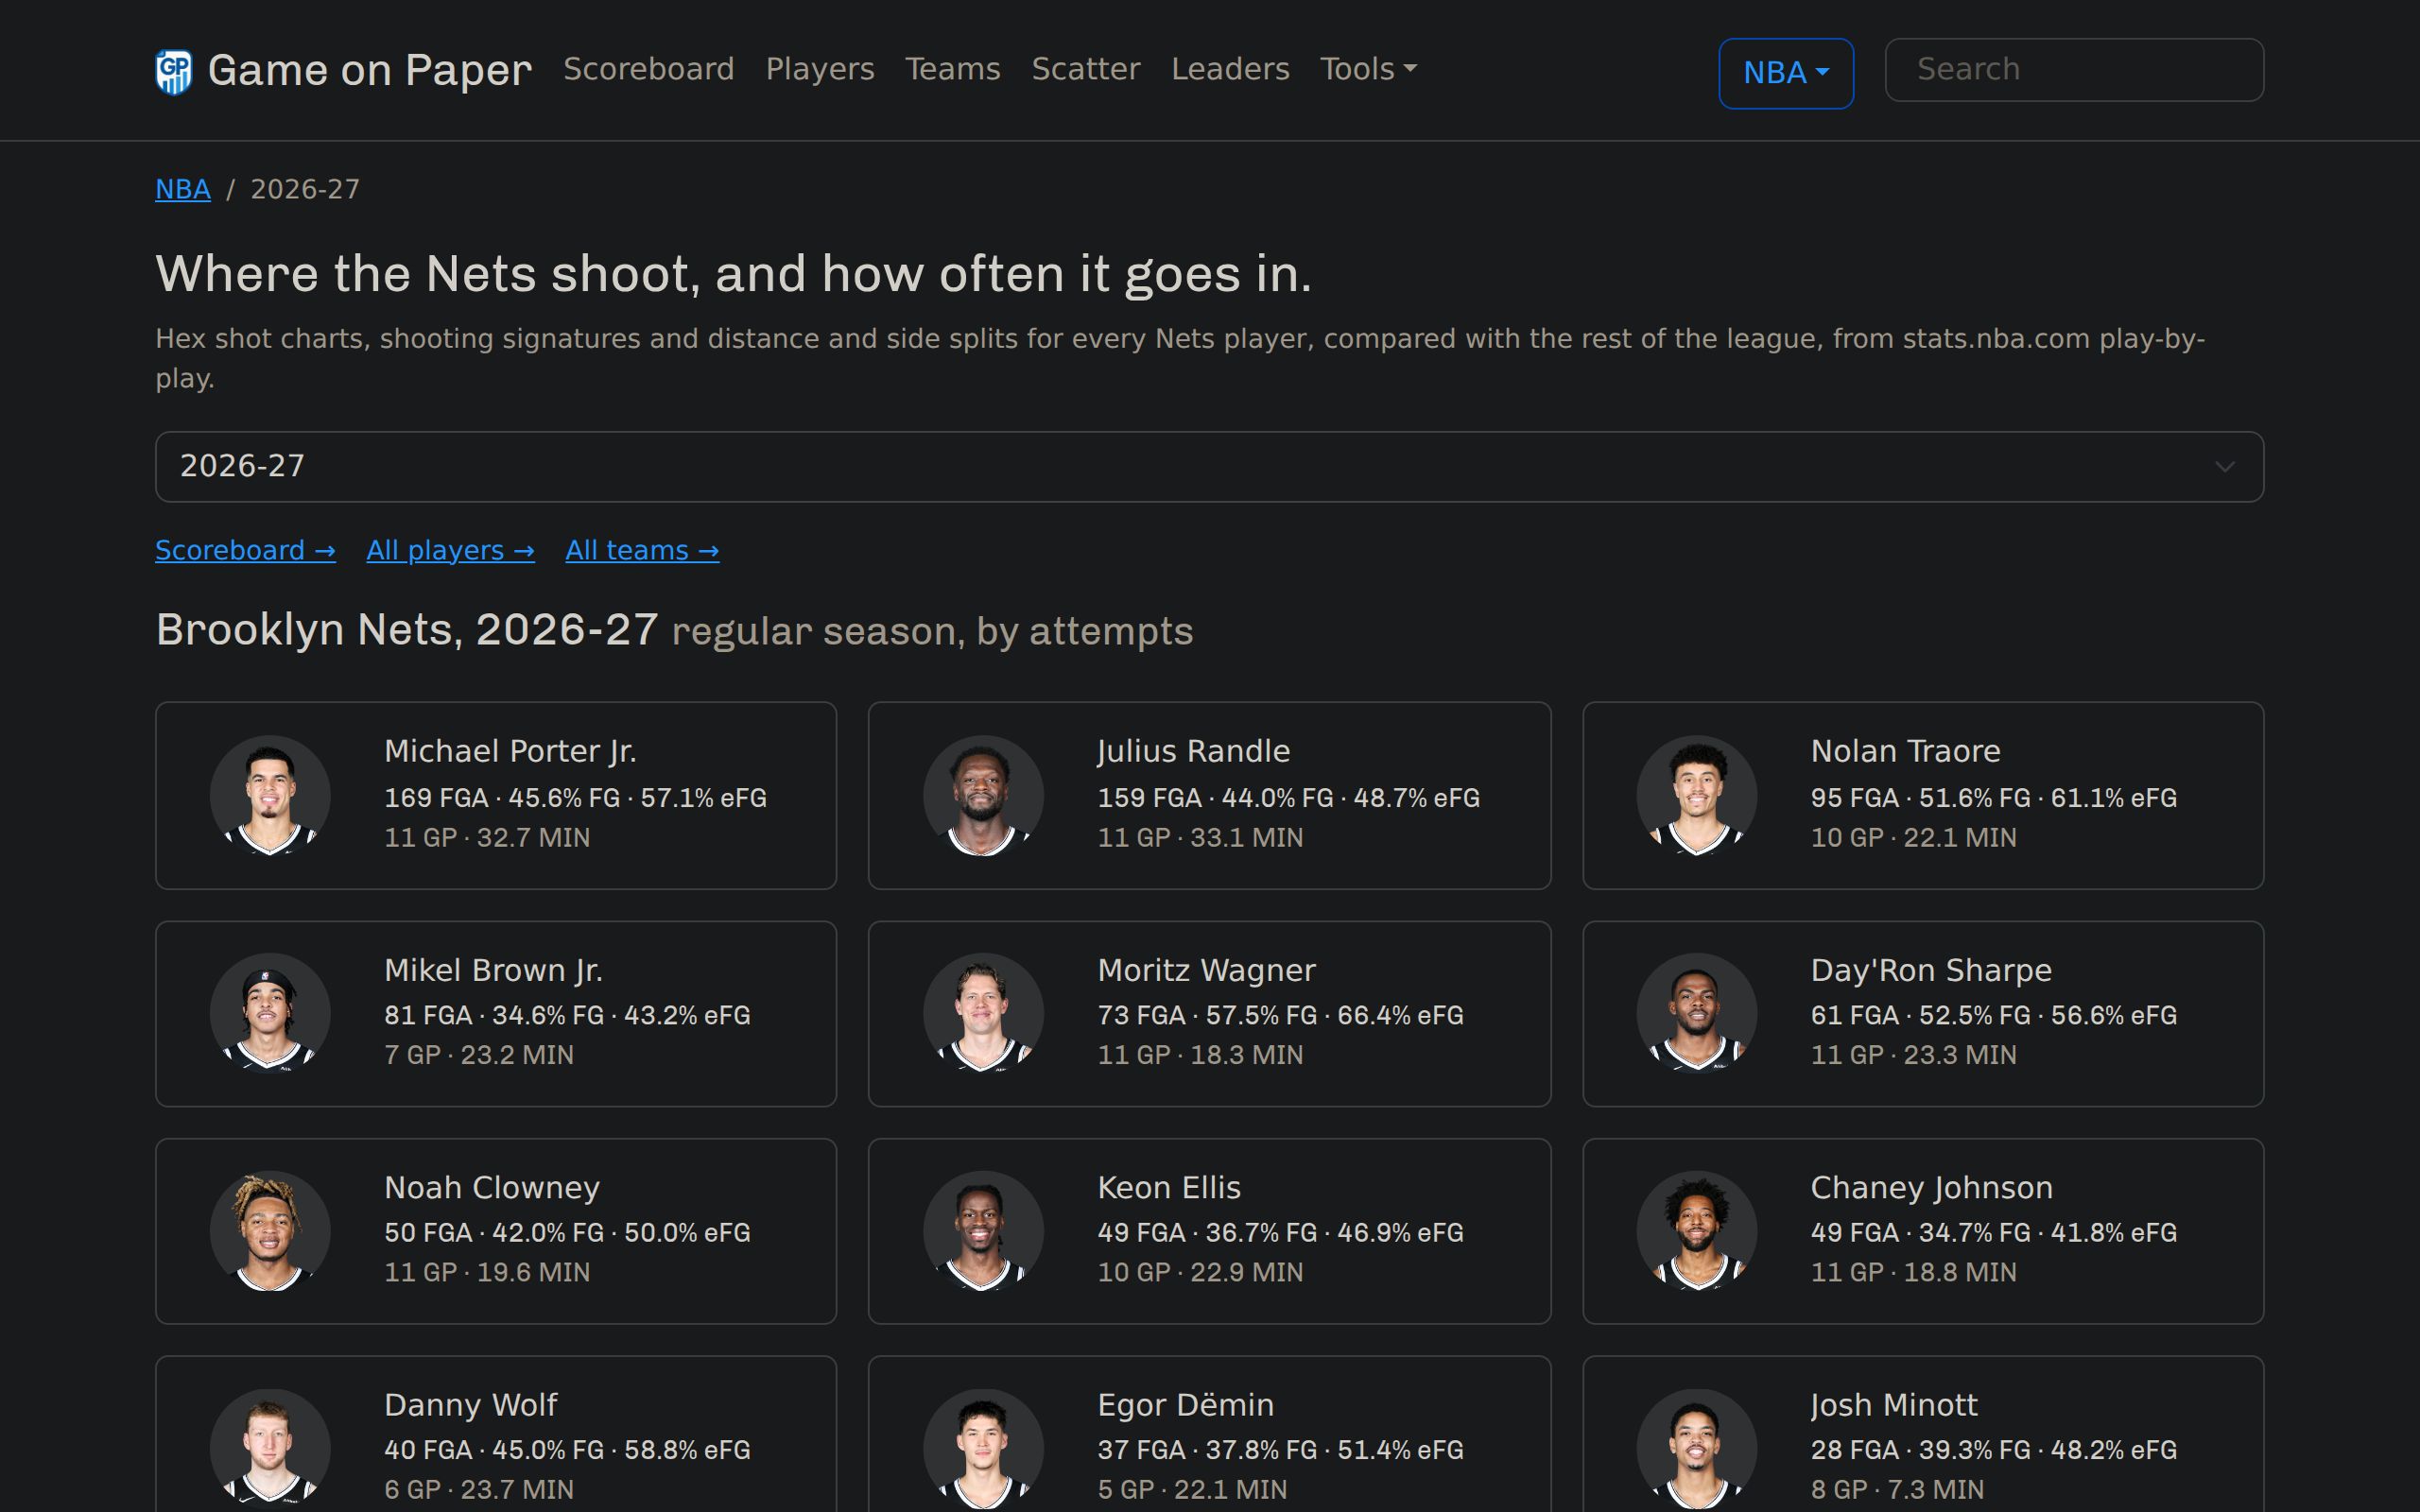 GP Game on Paper Scoreboard Players Teams Scatter Leaders Tools NBA Search
NBA / 2026-27
Where the Nets shoot, and how often it goes in.
Hex shot charts, shooting signatures and distance and side splits for every Nets player, compared with the rest of the league, from stats.nba.com play-by-
play.
2026-27
Scoreboard → All players → All teams →
Brooklyn Nets, 2026-27 regular season, by attempts
Michael Porter Jr.
169 FGA · 45.6% FG · 57.1% eFG
11 GP · 32.7 MIN
Julius Randle
159 FGA · 44.0% FG · 48.7% eFG
11 GP · 33.1 MIN
Nolan Traore
95 FGA · 51.6% FG · 61.1% eFG
10 GP · 22.1 MIN
Mikel Brown Jr.
81 FGA · 34.6% FG · 43.2% eFG
7 GP · 23.2 MIN
Moritz Wagner
73 FGA · 57.5% FG · 66.4% eFG
11 GP · 18.3 MIN
Day'Ron Sharpe
61 FGA · 52.5% FG · 56.6% eFG
11 GP · 23.3 MIN
Noah Clowney
50 FGA · 42.0% FG · 50.0% eFG
11 GP · 19.6 MIN
Keon Ellis
49 FGA · 36.7% FG · 46.9% eFG
10 GP · 22.9 MIN
Chaney Johnson
49 FGA · 34.7% FG · 41.8% eFG
11 GP · 18.8 MIN
Danny Wolf
40 FGA · 45.0% FG · 58.8% eFG
6 GP · 23.7 MIN
Egor Dëmin
37 FGA · 37.8% FG · 51.4% eFG
5 GP · 22.1 MIN
Josh Minott
28 FGA · 39.3% FG · 48.2% eFG
8 GP · 7.3 MIN